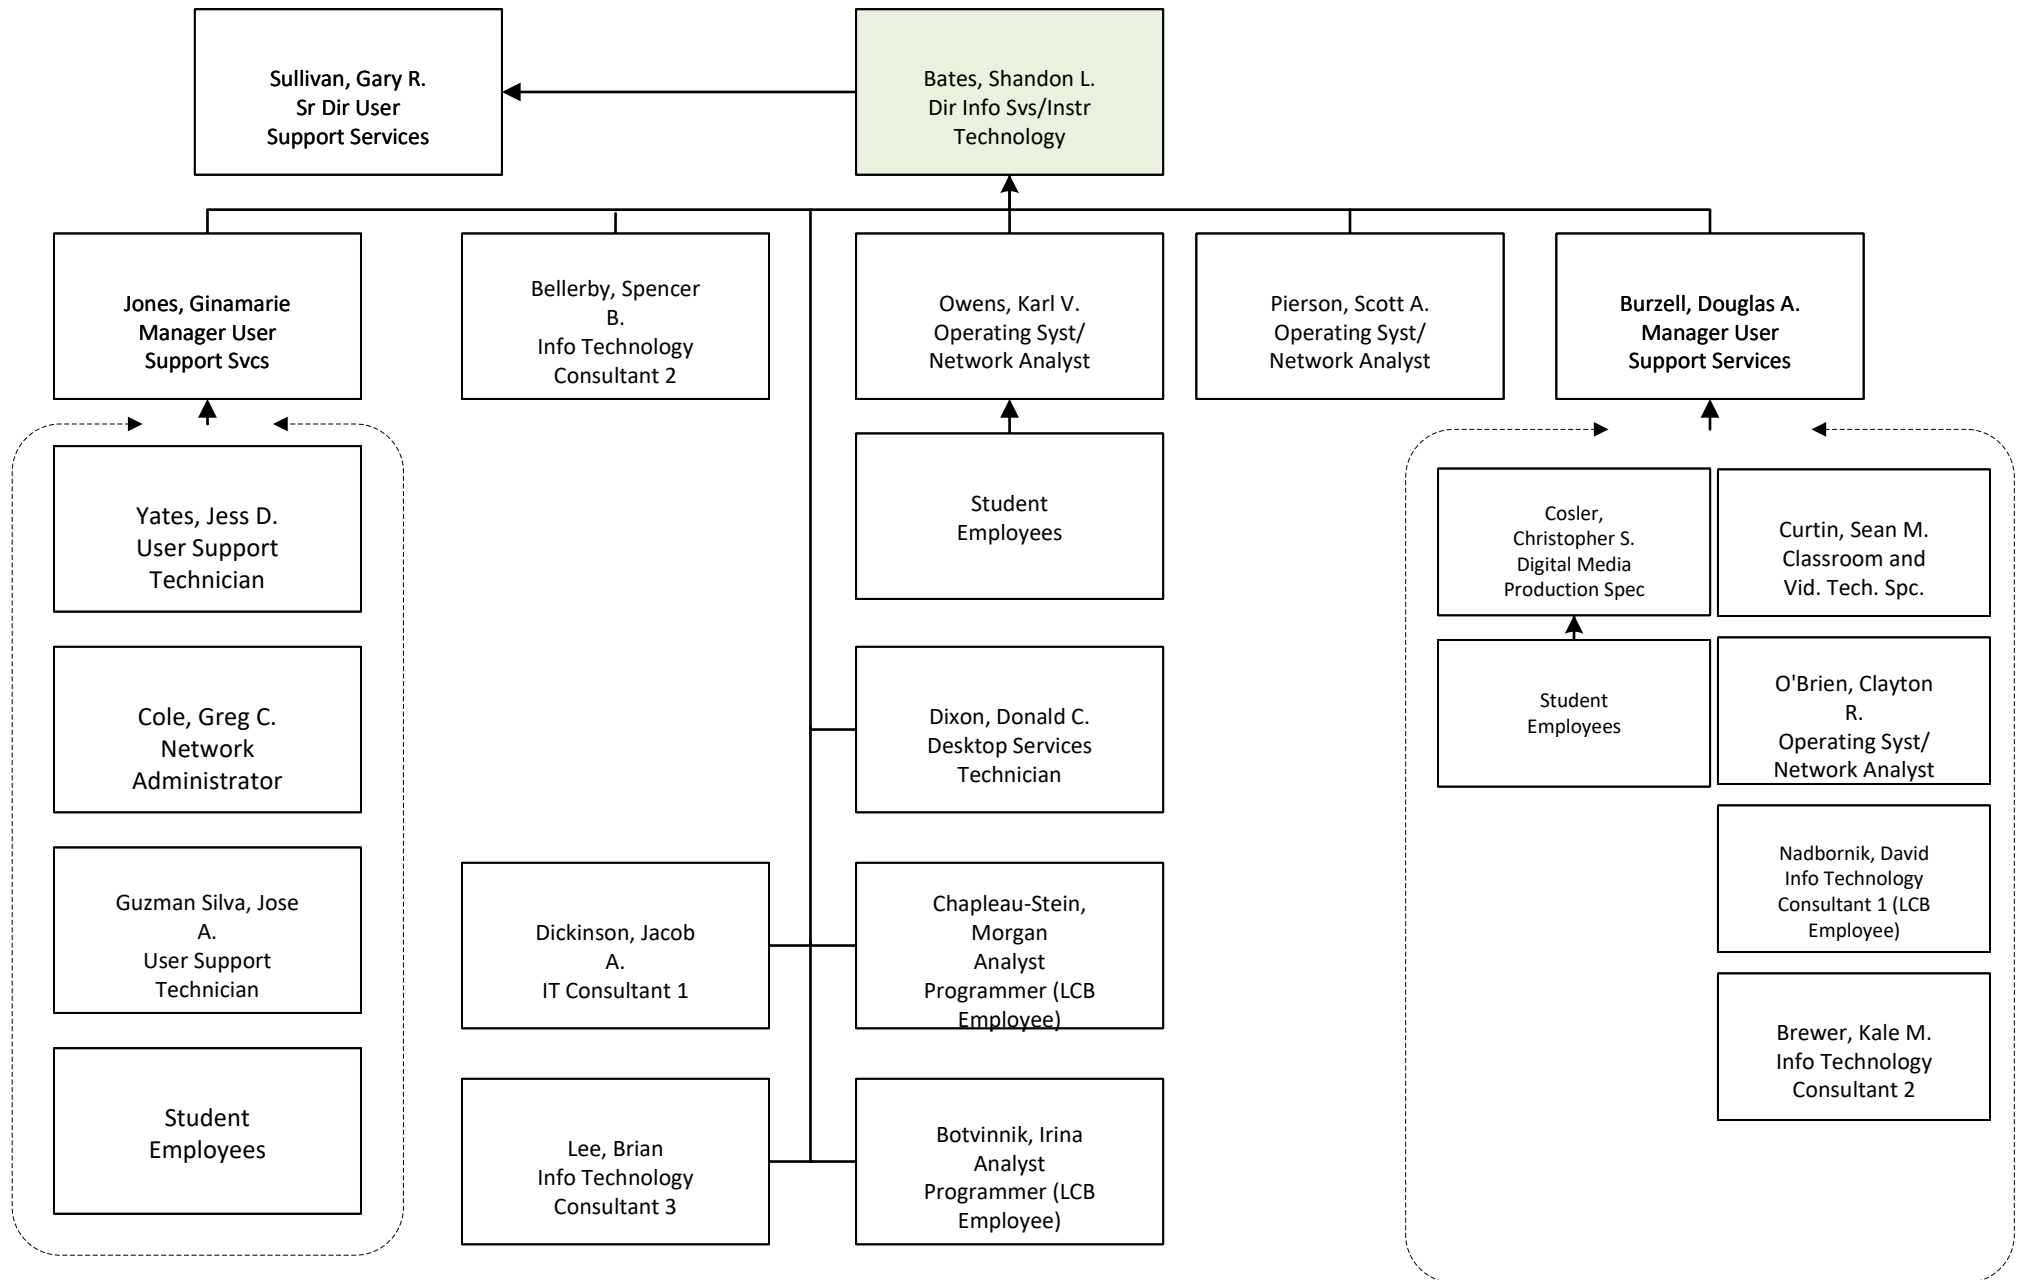 Sullivan, Gary R.
Sr Dir User
Support Services
Bates, Shandon L.
Dir Info Svs/Instr
Technology
Jones, Ginamarie
Manager User
Support Svcs
Bellerby, Spencer
B.
Info Technology
Consultant 2
Owens, Karl V.
Operating Syst/
Network Analyst
Pierson, Scott A.
Operating Syst/
Network Analyst
Burzell, Douglas A.
Manager User
Support Services
Yates, Jess D.
User Support
Technician
Student
Employees
Cosler,
Christopher S.
Digital Media
Production Spec
Curtin, Sean M.
Classroom and
Vid. Tech. Spc.
Cole, Greg C.
Network
Administrator
Dixon, Donald C.
Desktop Services
Technician
Student
Employees
O'Brien, Clayton
R.
Operating Syst/
Network Analyst
Guzman Silva, Jose
A.
User Support
Technician
Dickinson, Jacob
A.
IT Consultant 1
Chapleau-Stein,
Morgan
Analyst
Programmer (LCB
Employee)
Nadbornik, David
Info Technology
Consultant 1 (LCB
Employee)
Student
Employees
Lee, Brian
Info Technology
Consultant 3
Botvinnik, Irina
Analyst
Programmer (LCB
Employee)
Brewer, Kale M.
Info Technology
Consultant 2